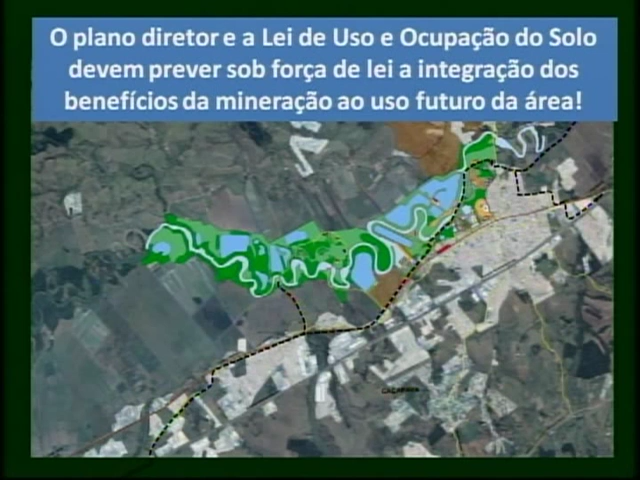 O plano diretor e a Lei de Uso e Ocupação do Solo
devem prever sob força de lei a integração dos
benefícios da mineração ao uso futuro da área!